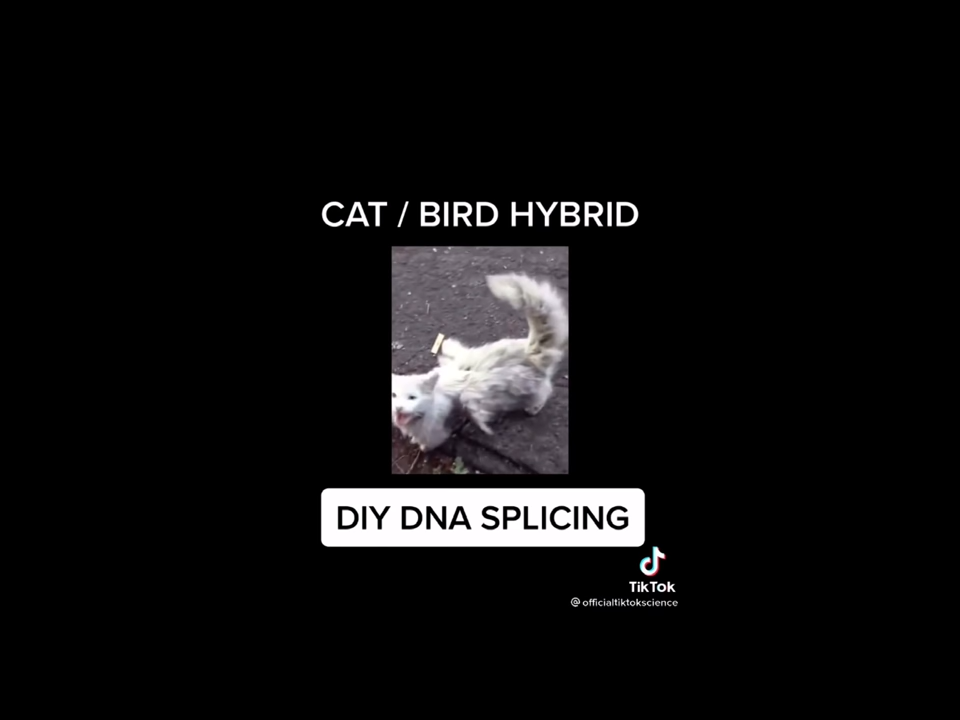 CAT / BIRD HYBRID
DIY DNA SPLICING
TikTok
@officialtiktokscience